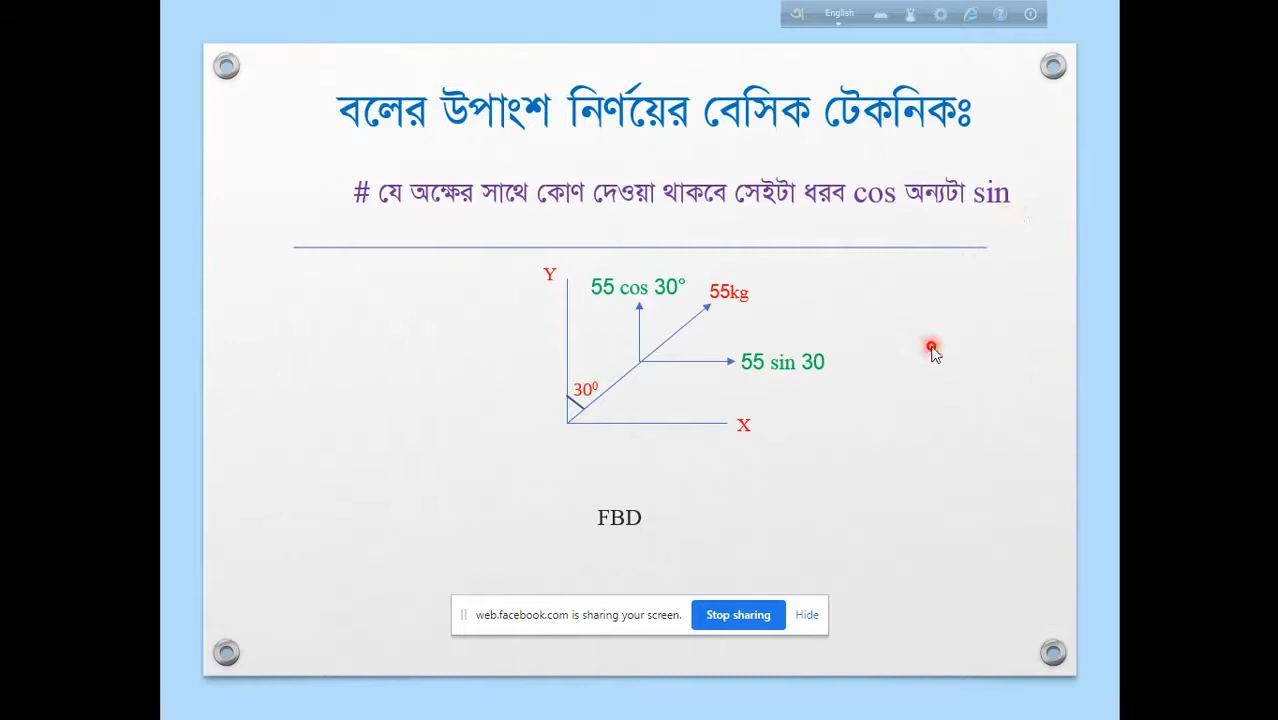 অ English
বলের উপাংশ নির্ণয়ের বেসিক টেকনিকঃ
# যে অক্ষের সাথে কোণ দেওয়া থাকবে সেইটা ধরব cos অন্যটা sin
Y
55 cos 30°
55kg
55 sin 30
30⁰
X
FBD
web.facebook.com is sharing your screen. Stop sharing Hide